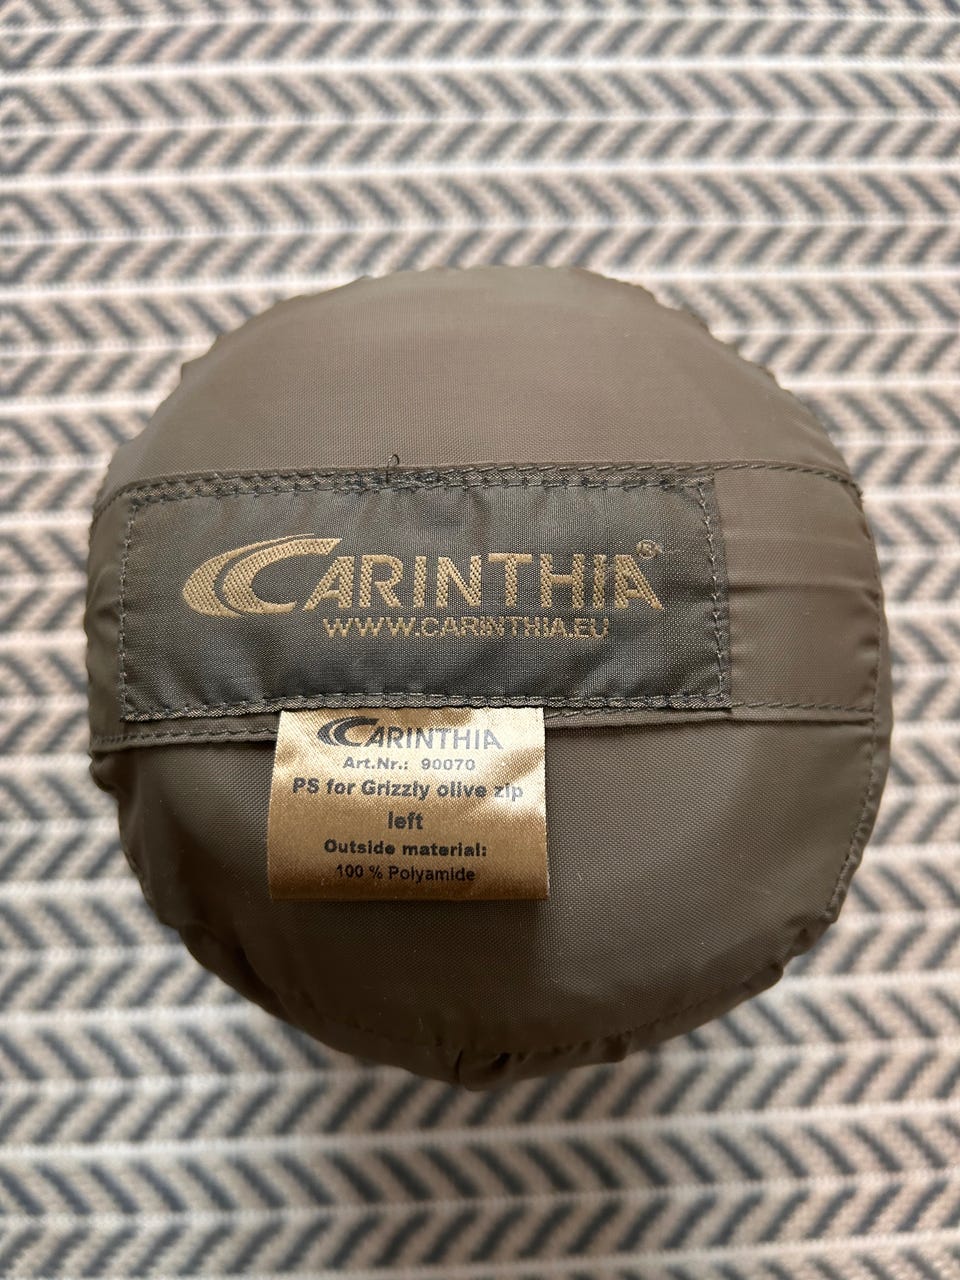 CARINTHIA®
WWW.CARINTHIA.EU
CARINTHIA
Art.Nr.: 90070
PS for Grizzly olive zip
left
Outside material:
100 % Polyamide